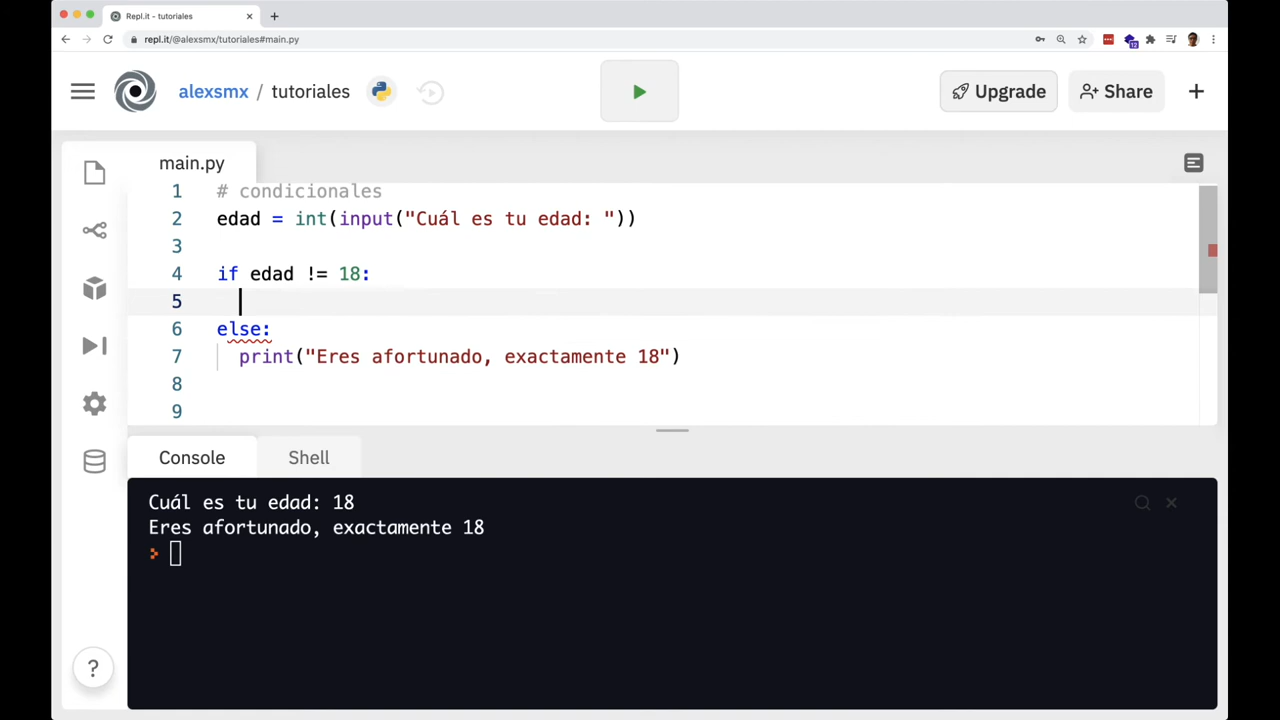 Repl.it - tutoriales
repl.it/@alexsmx/tutoriales#main.py
12
alexsmx / tutoriales
Upgrade
Share
main.py
1 # condicionales
2 edad = int(input("Cuál es tu edad: "))
3
4 if edad != 18:
5
6 else:
7 print("Eres afortunado, exactamente 18")
8
9
Console
Shell
Cuál es tu edad: 18
Eres afortunado, exactamente 18
?